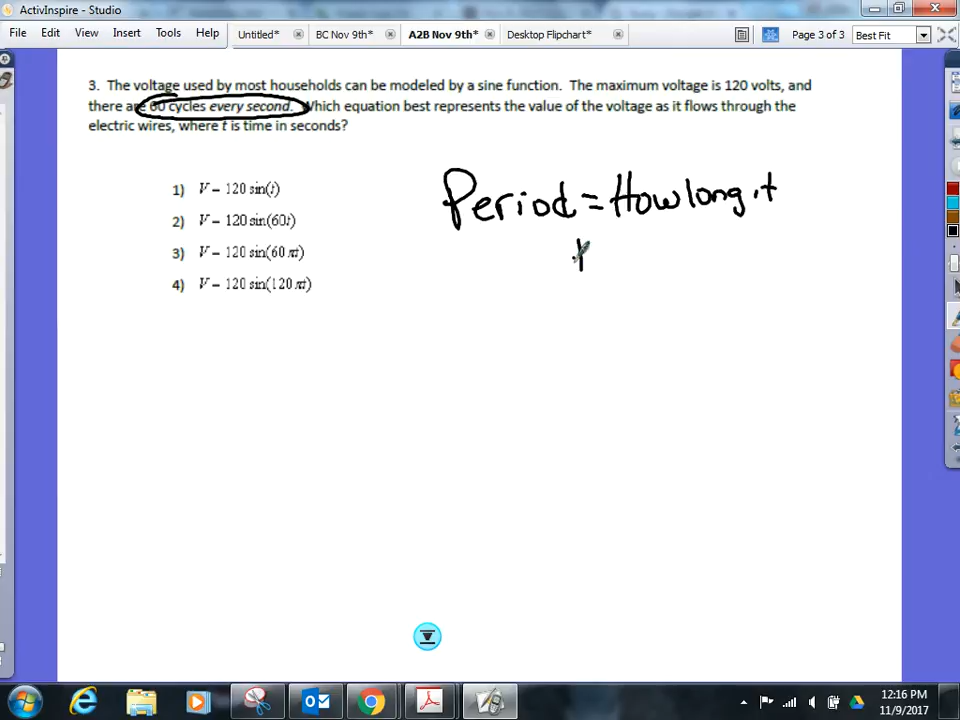 ActivInspire - Studio
File Edit View Insert Tools Help Untitled* BC Nov 9th* A2B Nov 9th* Desktop Flipchart* Page 3 of 3 Best Fit
3. The voltage used by most households can be modeled by a sine function. The maximum voltage is 120 volts, and
there are 60 cycles every second. Which equation best represents the value of the voltage as it flows through the
electric wires, where t is time in seconds?
1) V = 120 sin(t)
2) V = 120 sin(60t)
3) V = 120 sin(60 πt)
4) V = 120 sin(120 πt)
Period = How long it
t
12:16 PM
11/9/2017